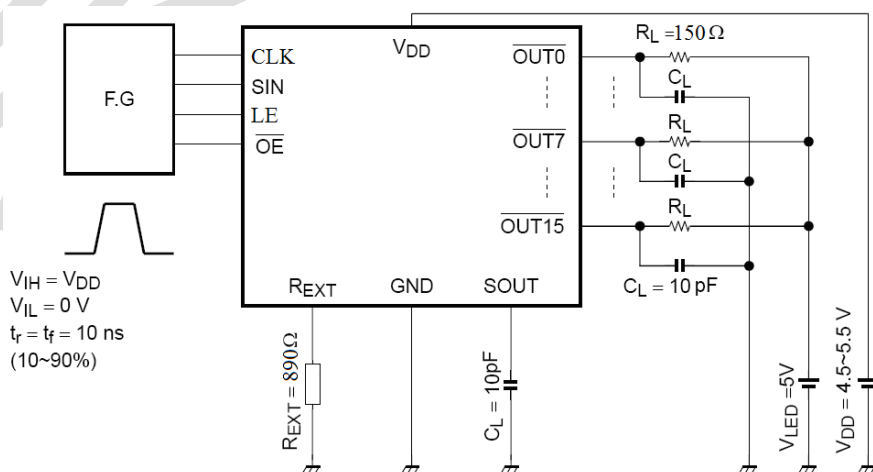 F.G
CLK
SIN
LE
OE
VDD
OUT0
OUT7
OUT15
REXT
GND
SOUT
RL =150Ω
CL
RL
CL
RL
CL = 10 pF
VIH = VDD
VIL = 0 V
tr = tf = 10 ns
(10~90%)
REXT = 890Ω
CL = 10pF
VLED =5V
VDD = 4.5~5.5 V